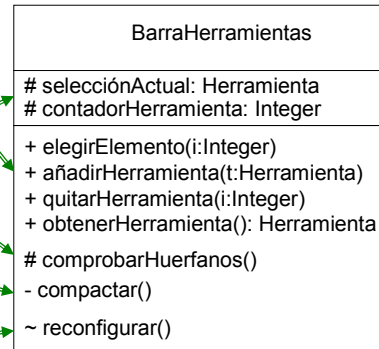 BarraHerramientas
# selecciónActual: Herramienta
# contadorHerramienta: Integer
+ elegirElemento(i:Integer)
+ añadirHerramienta(t:Herramienta)
+ quitarHerramienta(i:Integer)
+ obtenerHerramienta(): Herramienta
# comprobarHuerfanos()
- compactar()
~ reconfigurar()